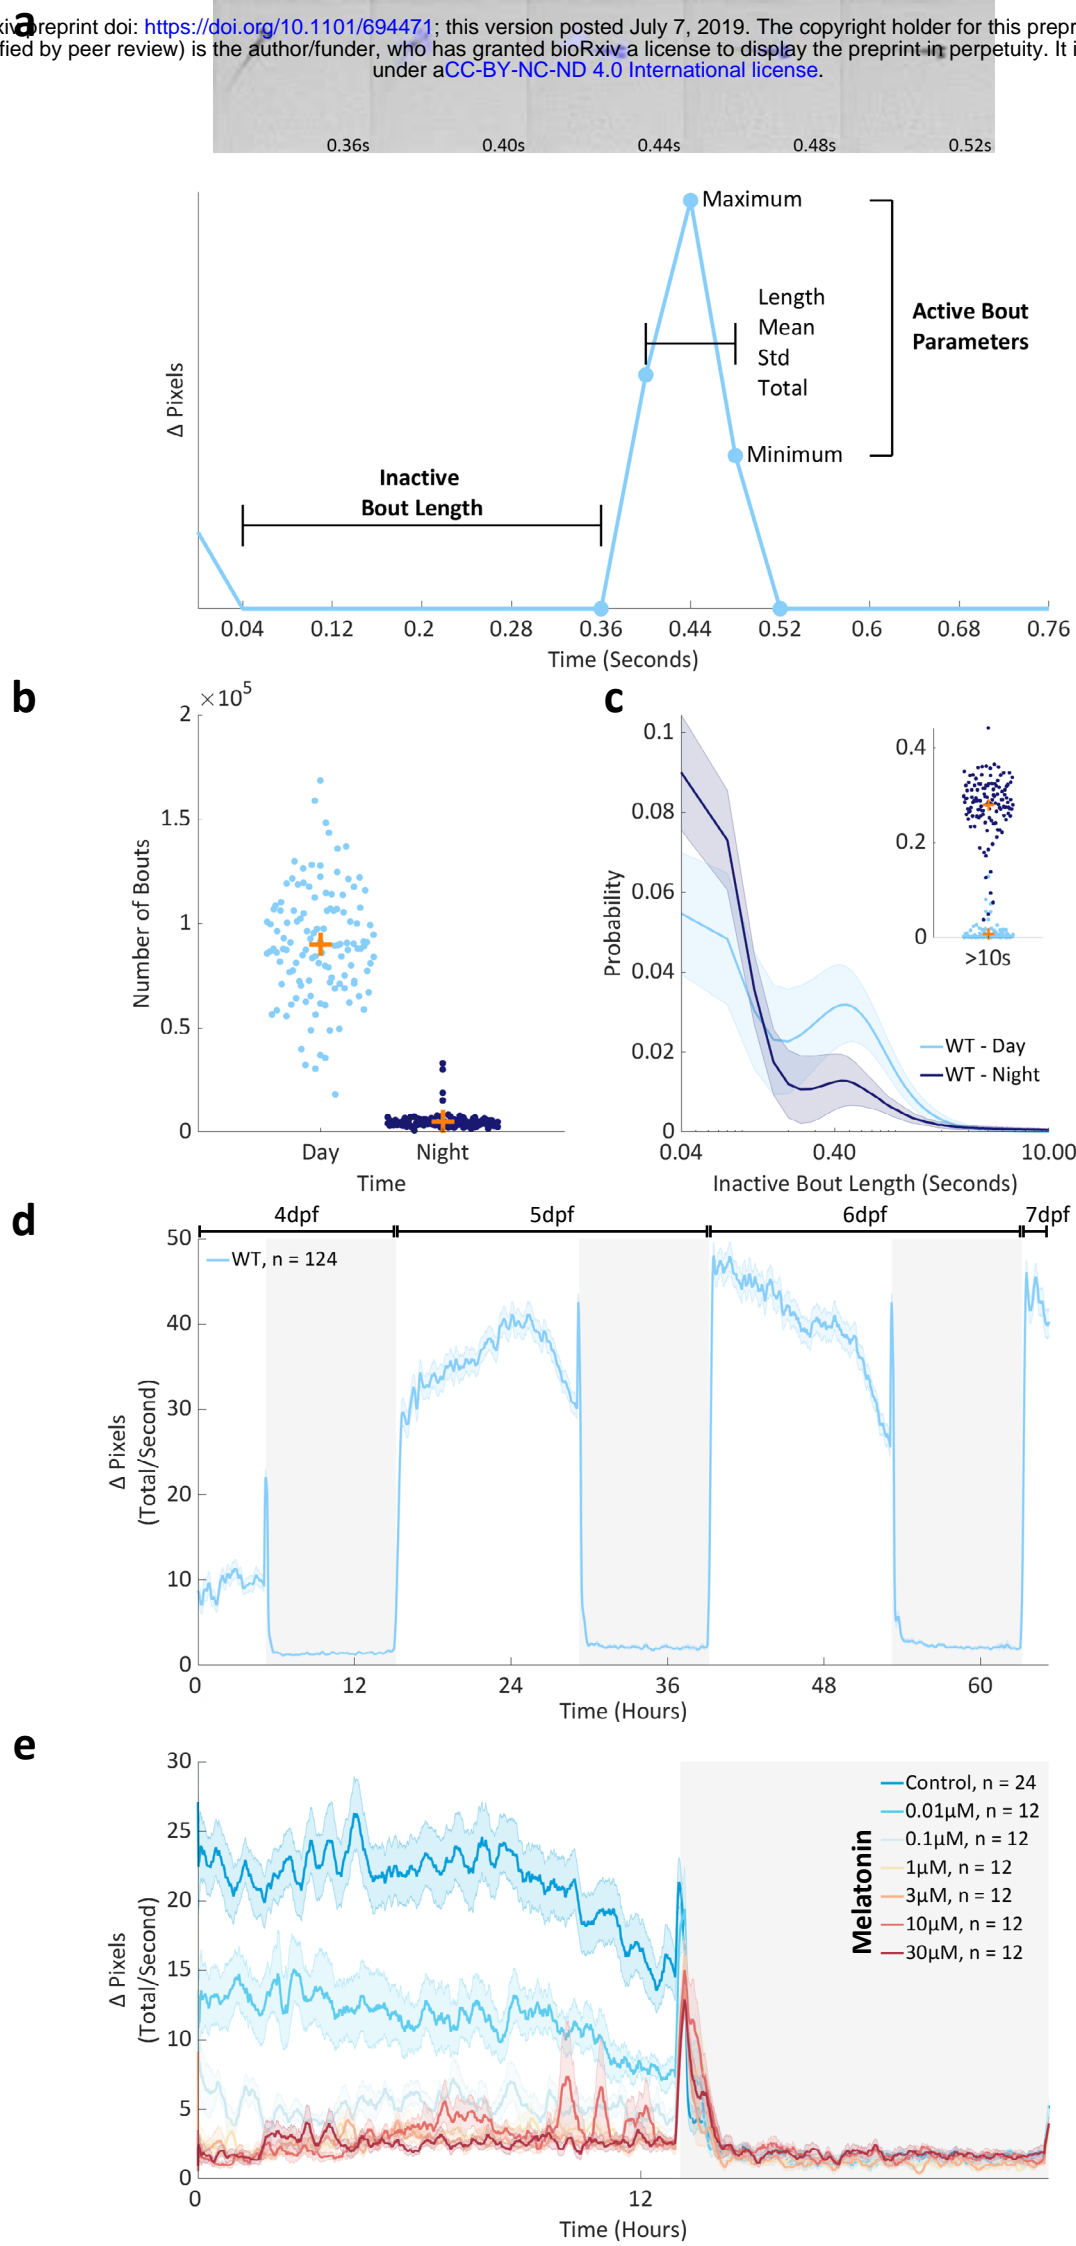 a
xiv preprint doi: https://doi.org/10.1101/694471; this version posted July 7, 2019. The copyright holder for this prepr
fied by peer review) is the author/funder, who has granted bioRxiv a license to display the preprint in perpetuity. It i
under aCC-BY-NC-ND 4.0 International license.
0.36s 0.40s 0.44s 0.48s 0.52s
Maximum
Length
Mean
Std
Total
Active Bout
Parameters
Δ Pixels
Minimum
Inactive
Bout Length
0.04 0.12 0.2 0.28 0.36 0.44 0.52 0.6 0.68 0.76
Time (Seconds)
b
×10⁵
2
1.5
1
0.5
0
Number of Bouts
Day Night
Time
c
0.1
0.08
0.06
0.04
0.02
0
Probability
0.4
0.2
0
>10s
WT - Day
WT - Night
0.04 0.40 10.00
Inactive Bout Length (Seconds)
d
4dpf 5dpf 6dpf 7dpf
50
40
30
20
10
0
WT, n = 124
Δ Pixels
(Total/Second)
0 12 24 36 48 60
Time (Hours)
e
30
25
20
15
10
5
0
Δ Pixels
(Total/Second)
Melatonin
Control, n = 24
0.01μM, n = 12
0.1μM, n = 12
1μM, n = 12
3μM, n = 12
10μM, n = 12
30μM, n = 12
0 12
Time (Hours)